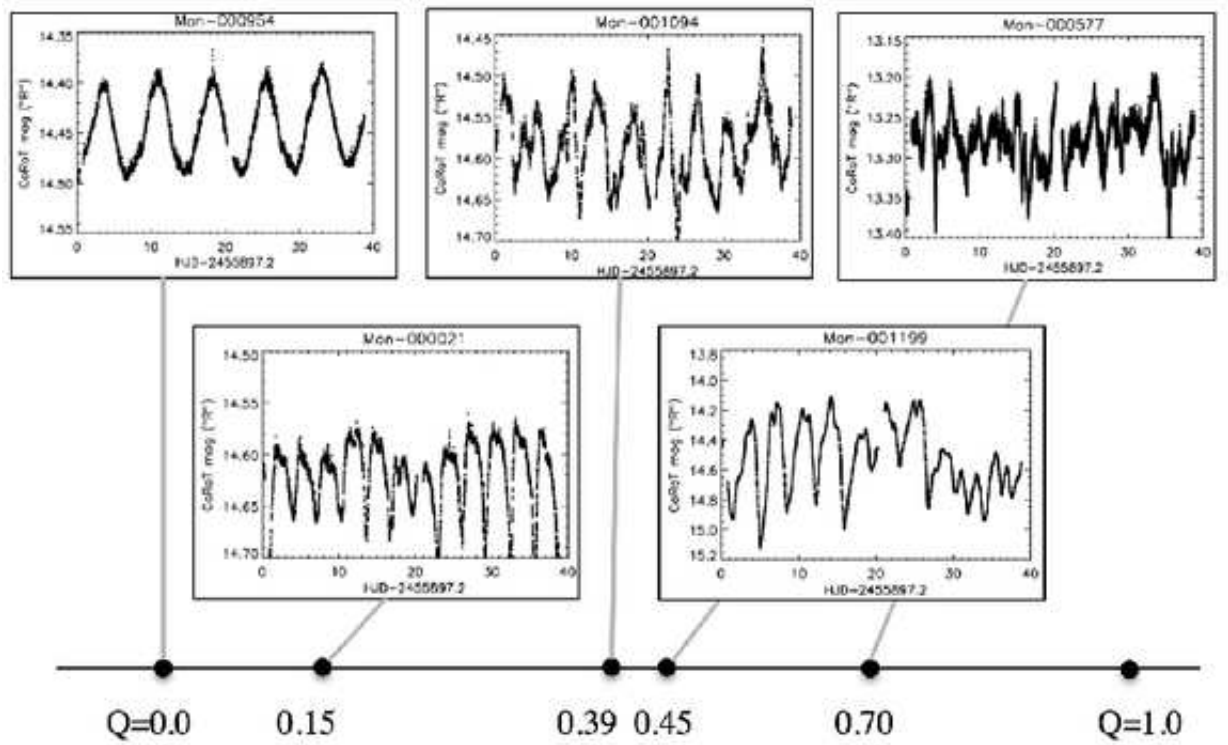 Mon-000954
14.35
14.40
14.45
14.50
14.55
CoRoT mag ("R")
0 10 20 30 40
HJD-2455897.2
Mon-001094
14.45
14.50
14.55
14.60
14.65
14.70
CoRoT mag ("R")
0 10 20 30 40
HJD-2455897.2
Mon-000577
13.15
13.20
13.25
13.30
13.35
13.40
CoRoT mag ("R")
0 10 20 30 40
HJD-2455897.2
Mon-000021
14.50
14.55
14.60
14.65
14.70
CoRoT mag ("R")
0 10 20 30 40
HJD-2455897.2
Mon-001199
13.8
14.0
14.2
14.4
14.6
14.8
15.0
15.2
CoRoT mag ("R")
0 10 20 30 40
HJD-2455897.2
Q=0.0 0.15 0.39 0.45 0.70 Q=1.0